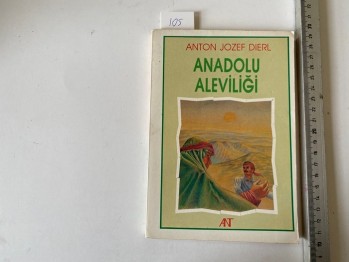 105
ANTON JOZEF DIERL
ANADOLU
ALEVİLİĞİ
ANT